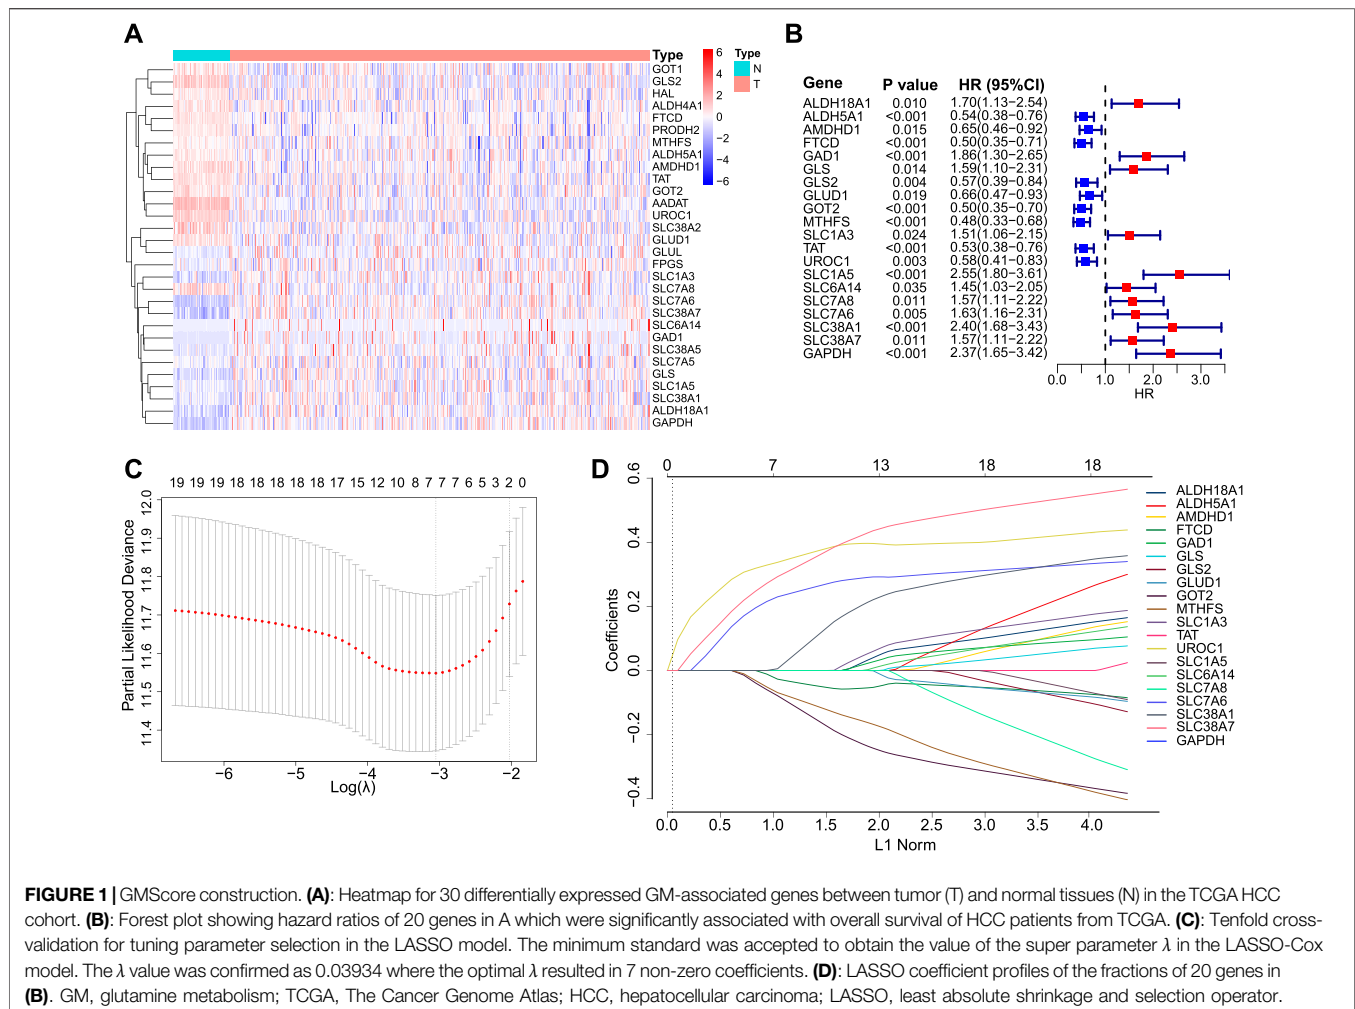 A
Type
GOT1
GLS2
HAL
ALDH4A1
FTCD
PRODH2
MTHFS
ALDH5A1
AMDHD1
TAT
GOT2
AADAT
UROC1
SLC38A2
GLUD1
GLUL
FPGS
SLC1A3
SLC7A8
SLC7A6
SLC38A7
SLC6A14
GAD1
SLC38A5
SLC7A5
GLS
SLC1A5
SLC38A1
ALDH18A1
GAPDH
6
4
2
0
−2
−4
−6
Type
N
T
B
Gene P value HR (95%CI)
ALDH18A1 0.010 1.70(1.13−2.54)
ALDH5A1 <0.001 0.54(0.38−0.76)
AMDHD1 0.015 0.65(0.46−0.92)
FTCD <0.001 0.50(0.35−0.71)
GAD1 <0.001 1.86(1.30−2.65)
GLS 0.014 1.59(1.10−2.31)
GLS2 0.004 0.57(0.39−0.84)
GLUD1 0.019 0.66(0.47−0.93)
GOT2 <0.001 0.50(0.35−0.70)
MTHFS <0.001 0.48(0.33−0.68)
SLC1A3 0.024 1.51(1.06−2.15)
TAT <0.001 0.53(0.38−0.76)
UROC1 0.003 0.58(0.41−0.83)
SLC1A5 <0.001 2.55(1.80−3.61)
SLC6A14 0.035 1.45(1.03−2.05)
SLC7A8 0.011 1.57(1.11−2.22)
SLC7A6 0.005 1.63(1.16−2.31)
SLC38A1 <0.001 2.40(1.68−3.43)
SLC38A7 0.011 1.57(1.11−2.22)
GAPDH <0.001 2.37(1.65−3.42)
0.0 1.0 2.0 3.0
HR
C
19 19 19 18 18 18 18 18 17 15 12 10 8 7 7 6 5 3 2 0
Partial Likelihood Deviance
12.0
11.9
11.8
11.7
11.6
11.5
11.4
−6 −5 −4 −3 −2
Log(λ)
D
0 7 13 18 18
Coefficients
0.6
0.4
0.2
0.0
−0.2
−0.4
0.0 0.5 1.0 1.5 2.0 2.5 3.0 3.5 4.0
L1 Norm
ALDH18A1
ALDH5A1
AMDHD1
FTCD
GAD1
GLS
GLS2
GLUD1
GOT2
MTHFS
SLC1A3
TAT
UROC1
SLC1A5
SLC6A14
SLC7A8
SLC7A6
SLC38A1
SLC38A7
GAPDH
FIGURE 1 | GMScore construction. (A): Heatmap for 30 differentially expressed GM-associated genes between tumor (T) and normal tissues (N) in the TCGA HCC
cohort. (B): Forest plot showing hazard ratios of 20 genes in A which were significantly associated with overall survival of HCC patients from TCGA. (C): Tenfold cross-
validation for tuning parameter selection in the LASSO model. The minimum standard was accepted to obtain the value of the super parameter λ in the LASSO-Cox
model. The λ value was confirmed as 0.03934 where the optimal λ resulted in 7 non-zero coefficients. (D): LASSO coefficient profiles of the fractions of 20 genes in
(B). GM, glutamine metabolism; TCGA, The Cancer Genome Atlas; HCC, hepatocellular carcinoma; LASSO, least absolute shrinkage and selection operator.